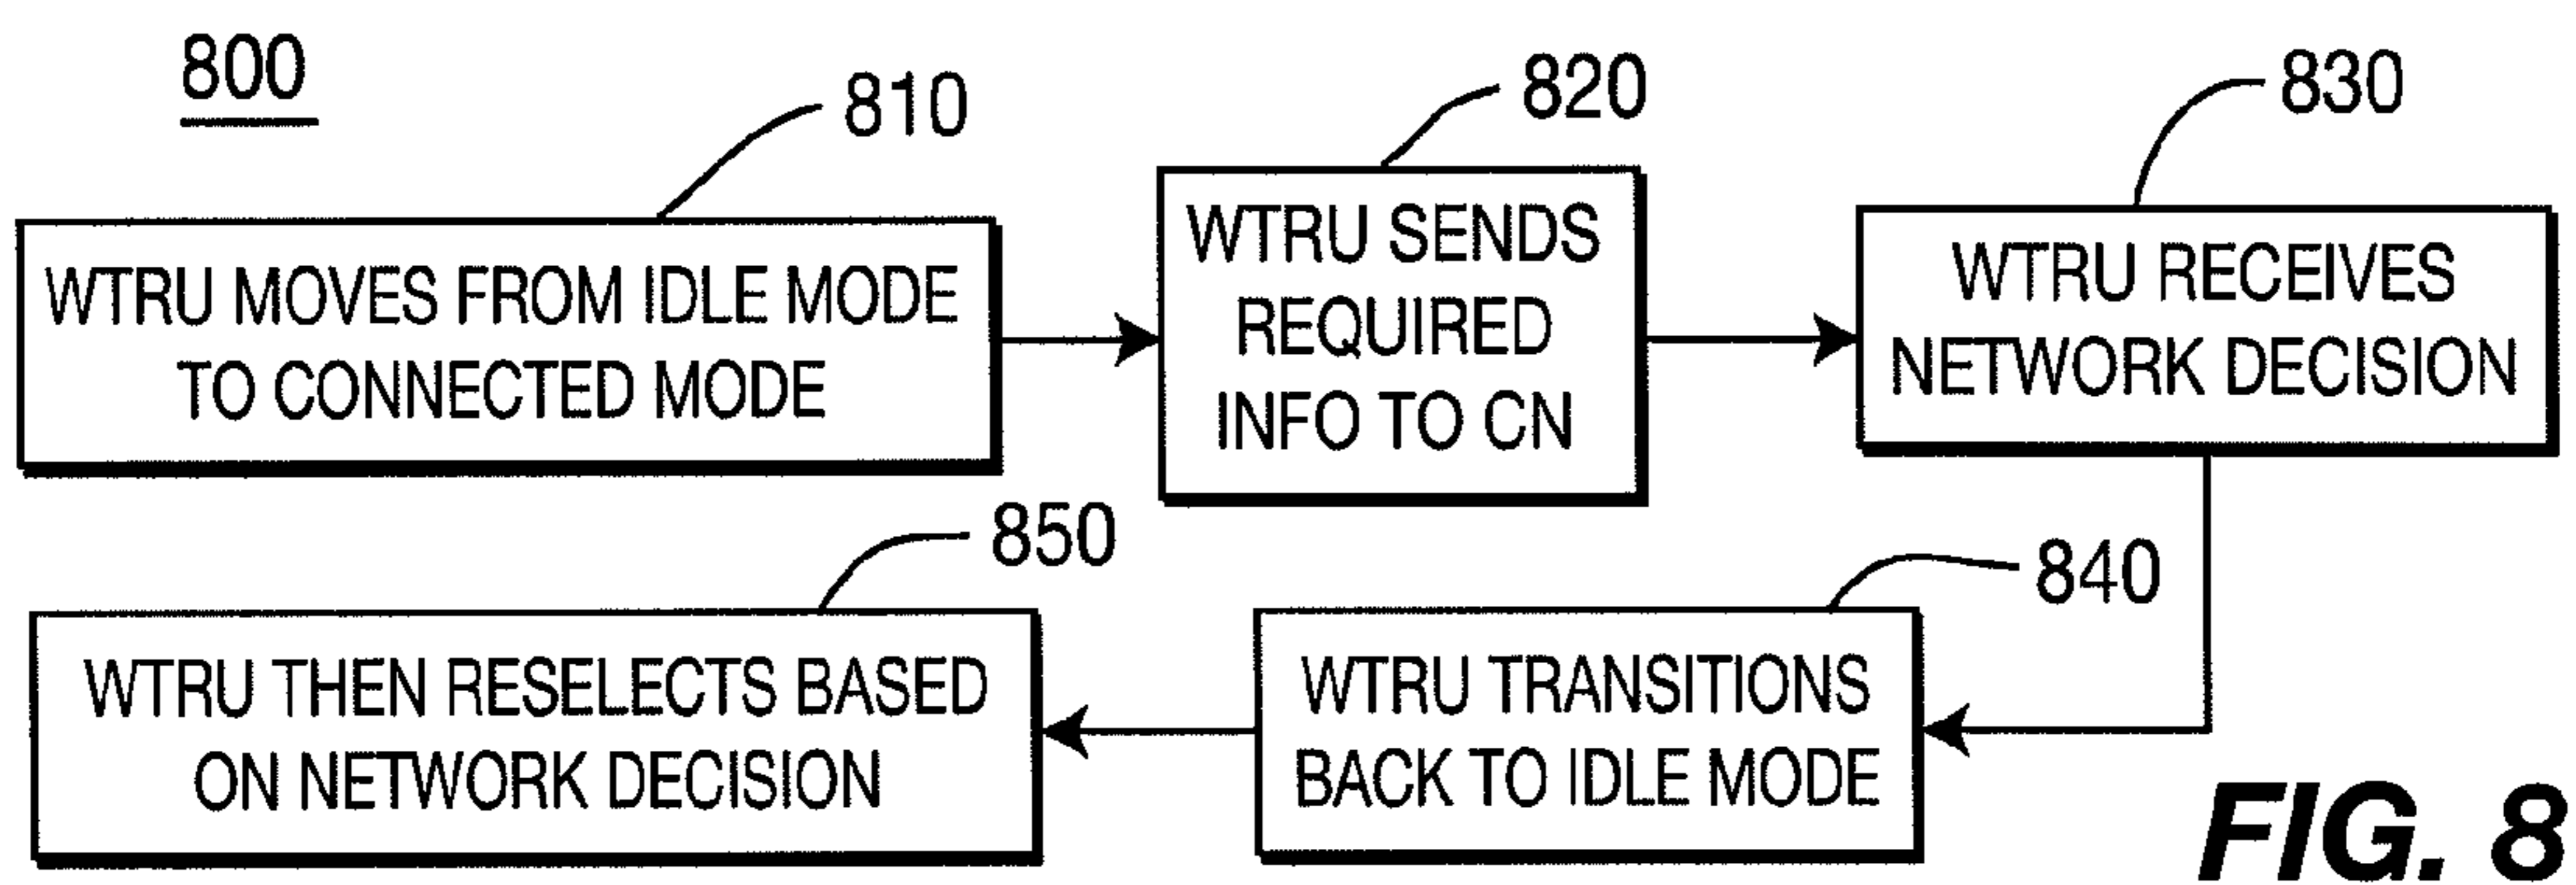 800
810
820
830
WTRU MOVES FROM IDLE MODE
TO CONNECTED MODE
WTRU SENDS
REQUIRED
INFO TO CN
WTRU RECEIVES
NETWORK DECISION
850
840
WTRU THEN RESELECTS BASED
ON NETWORK DECISION
WTRU TRANSITIONS
BACK TO IDLE MODE
FIG. 8